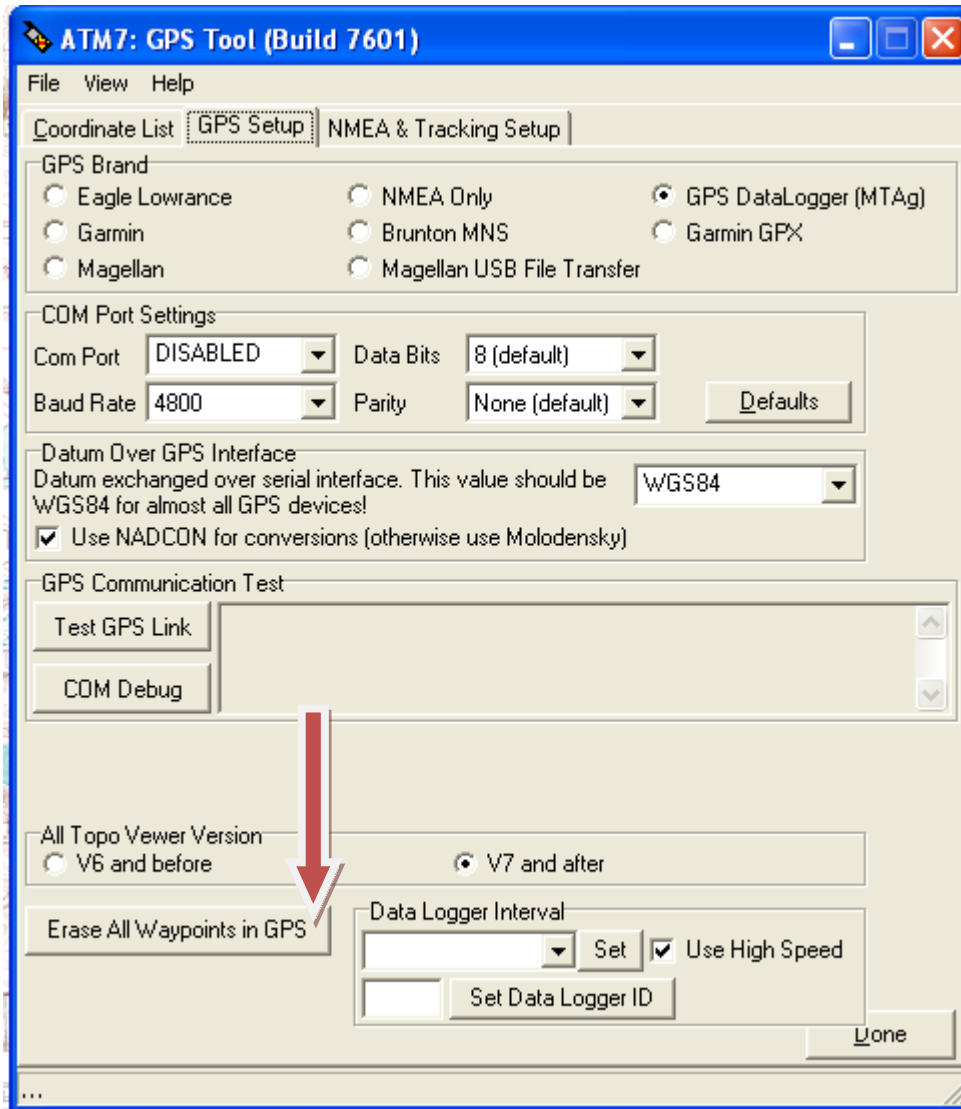 ATM7: GPS Tool (Build 7601)
File View Help
Coordinate List GPS Setup NMEA & Tracking Setup
GPS Brand
Eagle Lowrance NMEA Only GPS DataLogger (MTAg)
Garmin Brunton MNS Garmin GPX
Magellan Magellan USB File Transfer
COM Port Settings
Com Port DISABLED Data Bits 8 (default)
Baud Rate 4800 Parity None (default) Defaults
Datum Over GPS Interface
Datum exchanged over serial interface. This value should be
WGS84 for almost all GPS devices!
WGS84
Use NADCON for conversions (otherwise use Molodensky)
GPS Communication Test
Test GPS Link
COM Debug
All Topo Vewer Version
V6 and before V7 and after
Erase All Waypoints in GPS
Data Logger Interval
Set Use High Speed
Set Data Logger ID
Done
...